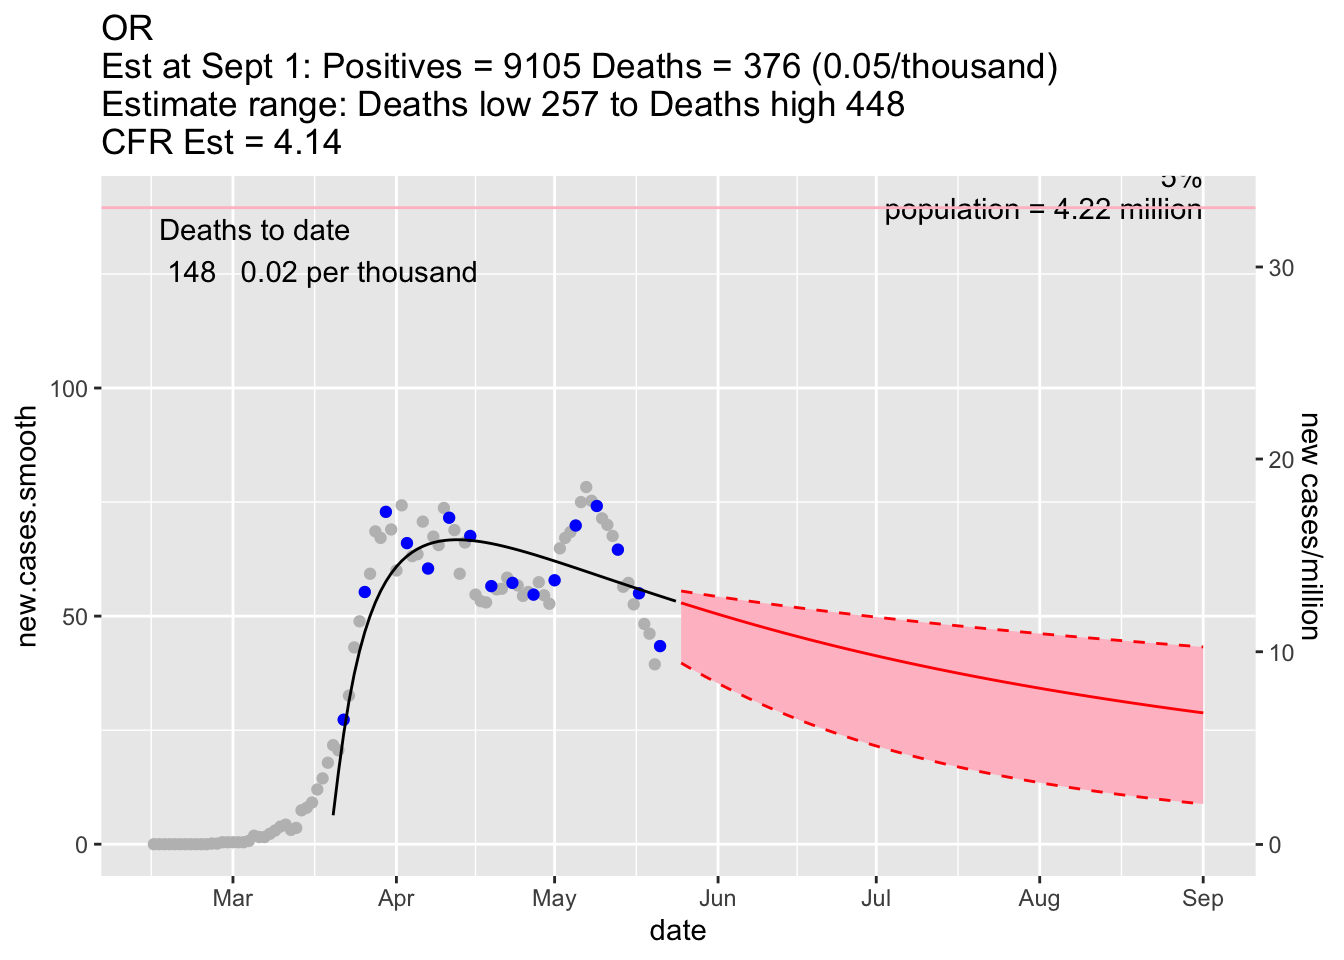 OR
Est at Sept 1: Positives = 9105 Deaths = 376 (0.05/thousand)
Estimate range: Deaths low 257 to Deaths high 448
CFR Est = 4.14
5%
population = 4.22 million
Deaths to date
148 0.02 per thousand
100
50
0
new.cases.smooth
30
20
10
0
new cases/million
Mar Apr May Jun Jul Aug Sep
date